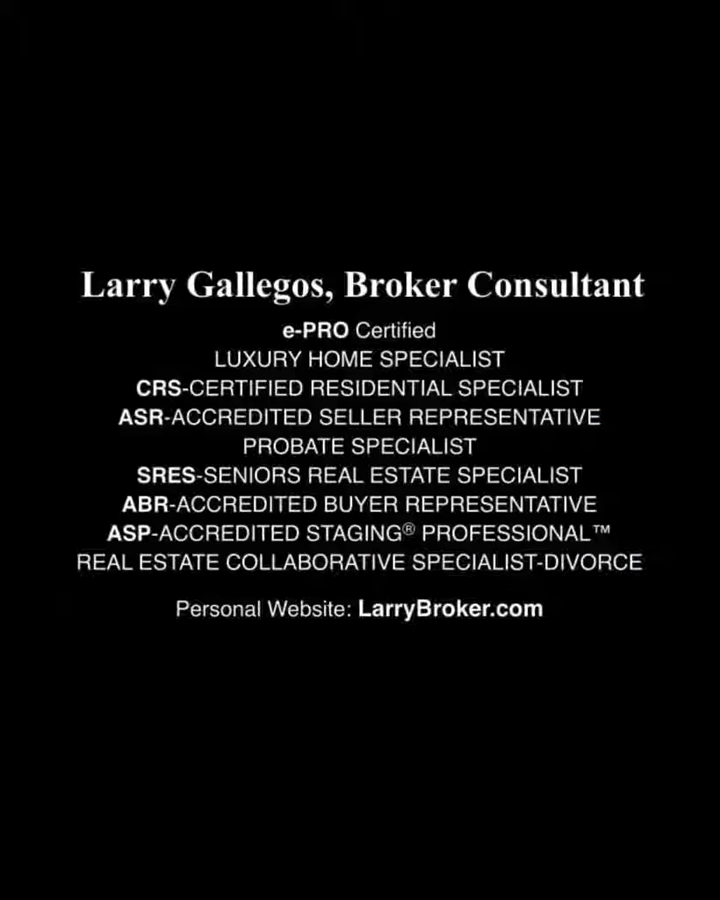 Larry Gallegos, Broker Consultant
e-PRO Certified
LUXURY HOME SPECIALIST
CRS-CERTIFIED RESIDENTIAL SPECIALIST
ASR-ACCREDITED SELLER REPRESENTATIVE
PROBATE SPECIALIST
SRES-SENIORS REAL ESTATE SPECIALIST
ABR-ACCREDITED BUYER REPRESENTATIVE
ASP-ACCREDITED STAGING® PROFESSIONAL™
REAL ESTATE COLLABORATIVE SPECIALIST-DIVORCE
Personal Website: LarryBroker.com